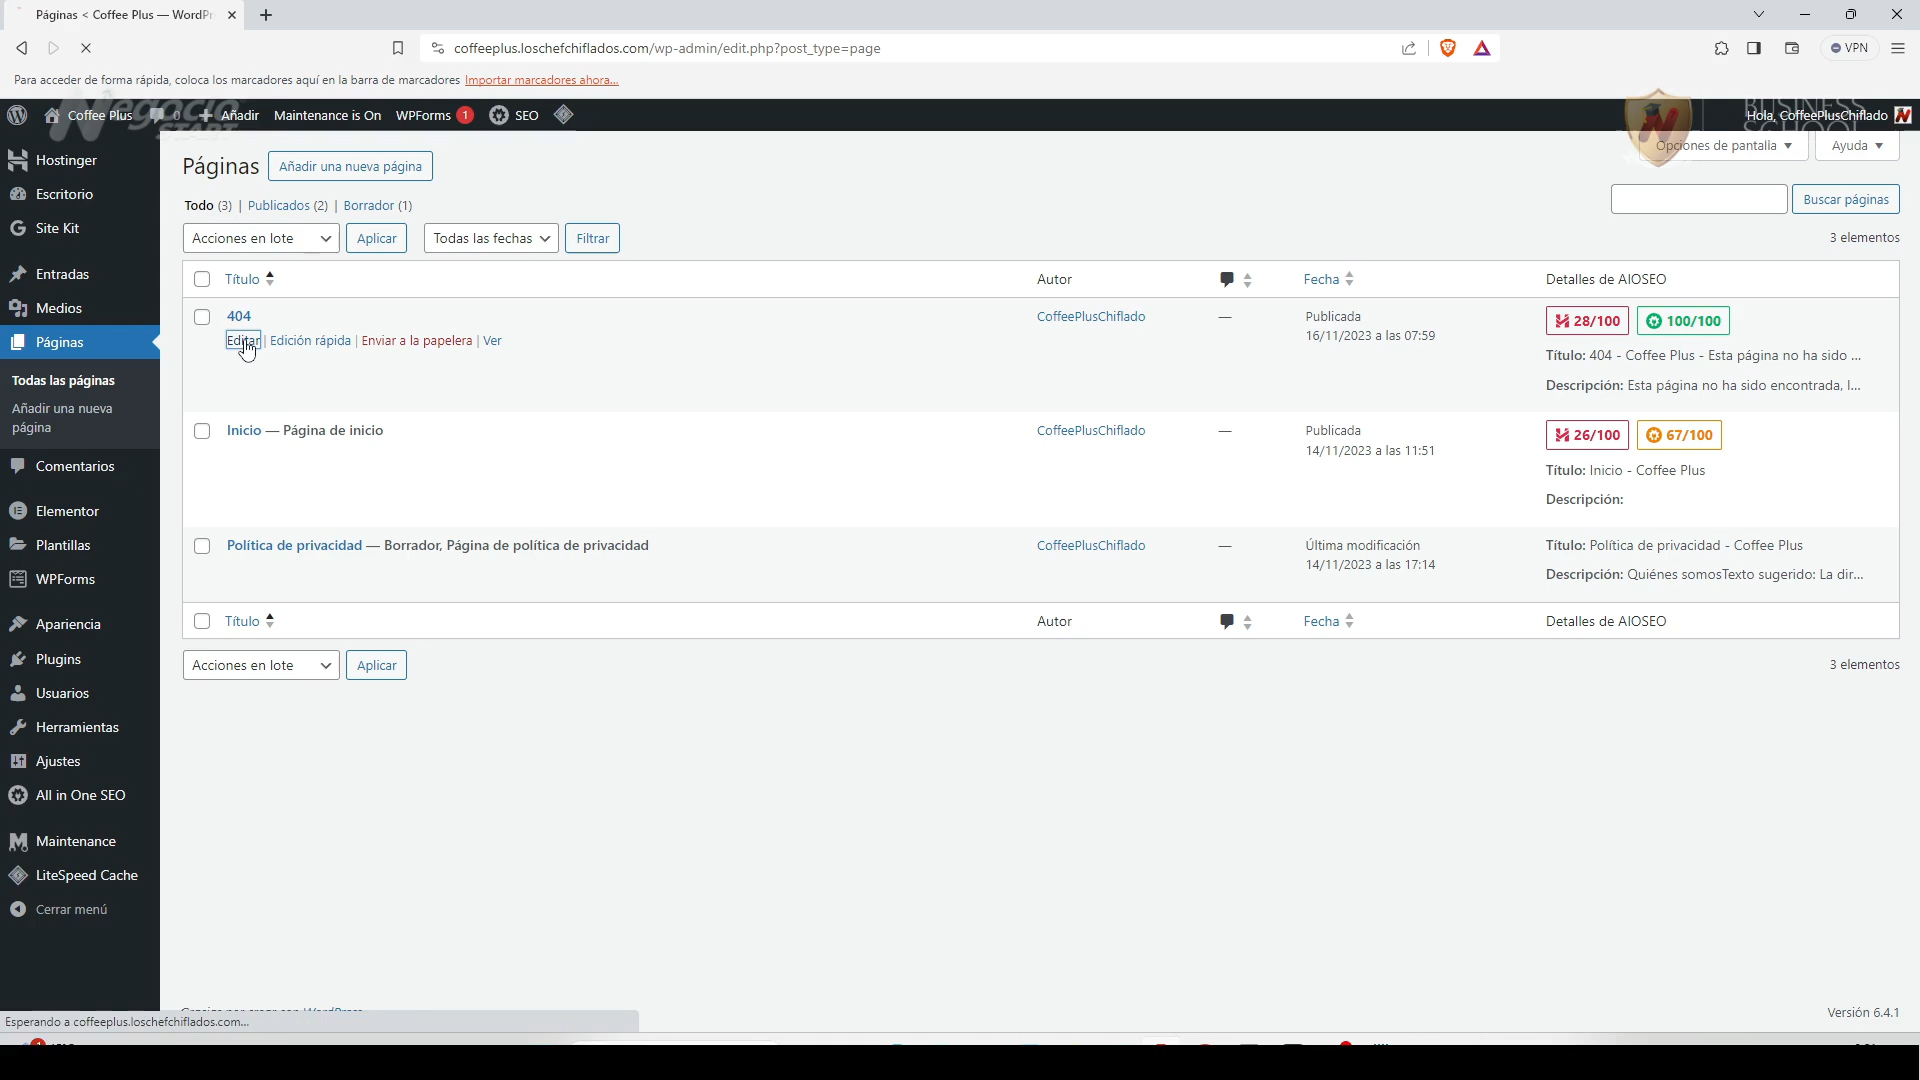 Páginas < Coffee Plus — WordPr
coffeeplus.loschefchiflados.com/wp-admin/edit.php?post_type=page
VPN
Para acceder de forma rápida, coloca los marcadores aquí en la barra de marcadores Importar marcadores ahora...
Coffee Plus 0 Añadir Maintenance is On WPForms 1 SEO
Hola, CoffeePlusChiflado
Negocio
START
BUSINESS
SCHOOL
Hostinger
Escritorio
Site Kit
Entradas
Medios
Páginas
Todas las páginas
Añadir una nueva
página
Comentarios
Elementor
Plantillas
WPForms
Apariencia
Plugins
Usuarios
Herramientas
Ajustes
All in One SEO
Maintenance
LiteSpeed Cache
Cerrar menú
Páginas Añadir una nueva página
Opciones de pantalla Ayuda
Todo (3) | Publicados (2) | Borrador (1)
Buscar páginas
Acciones en lote Aplicar Todas las fechas Filtrar
3 elementos
Título Autor Fecha Detalles de AIOSEO
404 CoffeePlusChiflado — Publicada 28/100 100/100
16/11/2023 a las 07:59
Editar | Edición rápida | Enviar a la papelera | Ver
Título: 404 - Coffee Plus - Esta página no ha sido ...
Descripción: Esta página no ha sido encontrada, l...
Inicio — Página de inicio CoffeePlusChiflado — Publicada 26/100 67/100
14/11/2023 a las 11:51
Título: Inicio - Coffee Plus
Descripción:
Política de privacidad — Borrador, Página de política de privacidad CoffeePlusChiflado — Última modificación Título: Política de privacidad - Coffee Plus
14/11/2023 a las 17:14 Descripción: Quiénes somosTexto sugerido: La dir...
Título Autor Fecha Detalles de AIOSEO
Acciones en lote Aplicar
3 elementos
Versión 6.4.1
Esperando a coffeeplus.loschefchiflados.com...